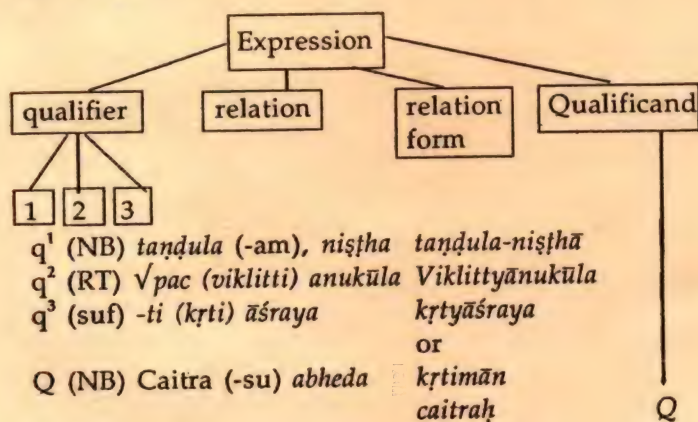 Expression
qualifier relation relation Qualificand
form
1 2 3
q¹ (NB) taṇḍula (-am), niṣṭha taṇḍula-niṣṭhā
q² (RT) √pac (viklitti) anukūla Viklittyānukūla
q³ (suf) -ti (kṛti) āśraya kṛtyāśraya
or
Q (NB) Caitra (-su) abheda kṛtimān
caitraḥ Q